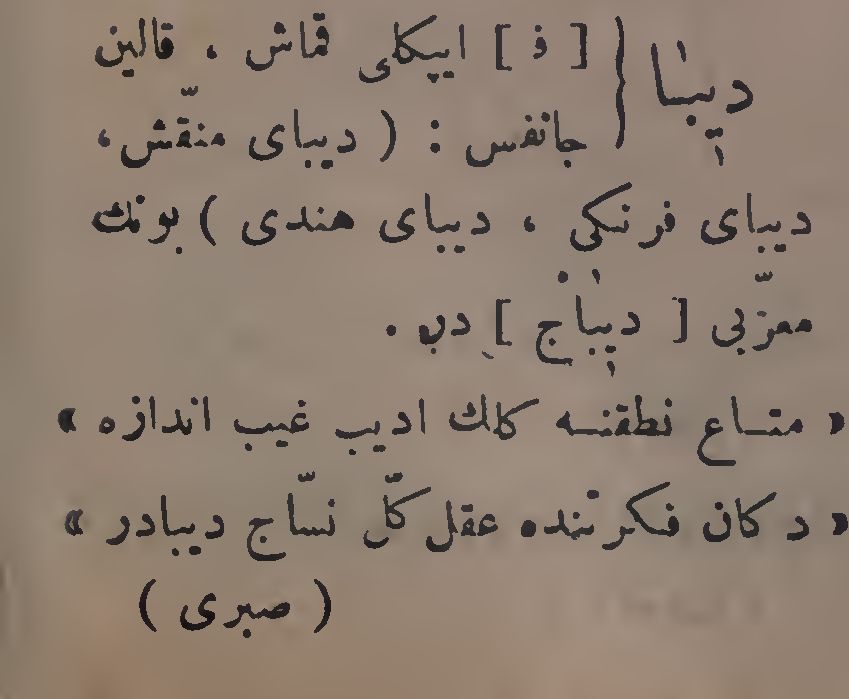 دیبا } [ ف ] ایپکلی قماش ، قالین
جانفس : ( دیبای منقّش ،
دیبای فرنکی ، دیبای هندی ) بونك
معرّبی [ دیباج ] در .
« متاع نطقنه کلك ادیب غیب اندازه »
« دکان فکرتنده عقل کلّ نسّاج دیبادر »
( صبری )